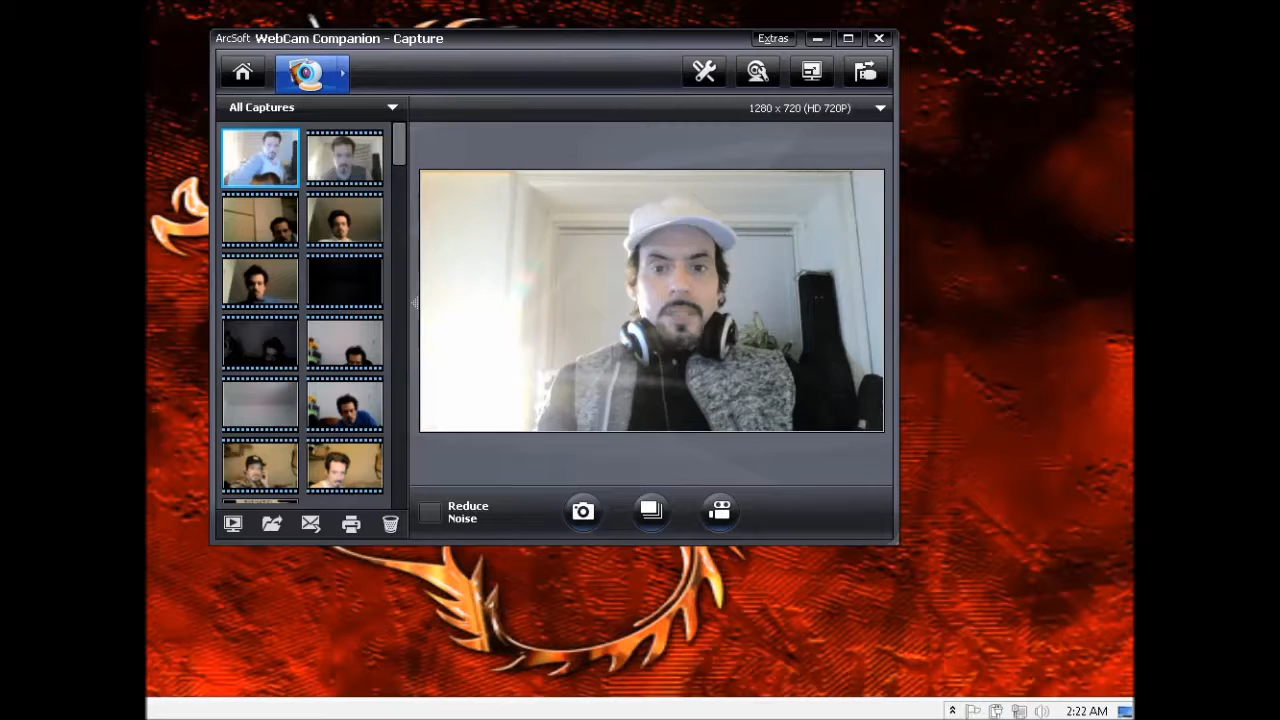 ArcSoft WebCam Companion - Capture
Extras
All Captures
1280 x 720 (HD 720P)
Reduce
Noise
2:22 AM